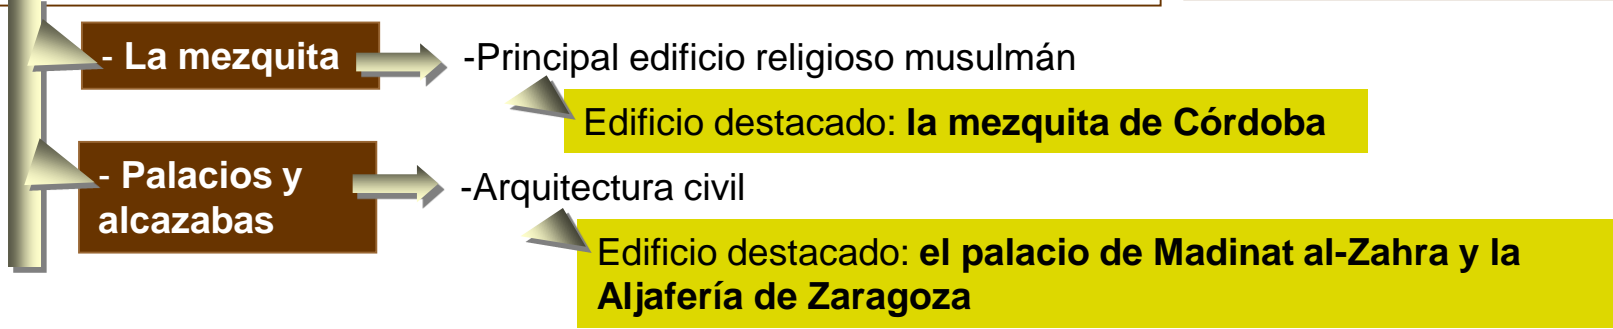 - La mezquita
-Principal edificio religioso musulmán
Edificio destacado: la mezquita de Córdoba
- Palacios y
alcazabas
-Arquitectura civil
Edificio destacado: el palacio de Madinat al-Zahra y la
Aljafería de Zaragoza